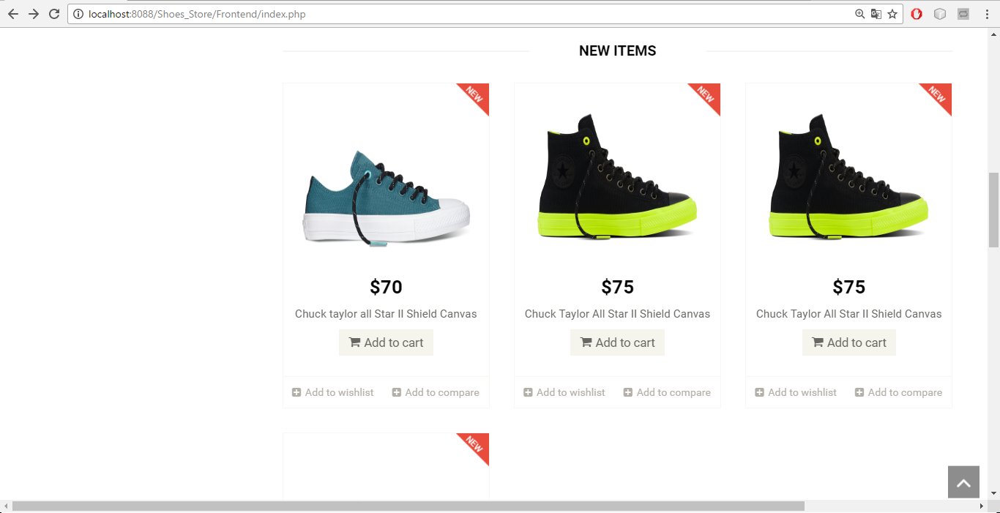 localhost:8088/Shoes_Store/Frontend/index.php
NEW ITEMS
NEW NEW NEW
$70 $75 $75
Chuck taylor all Star II Shield Canvas Chuck Taylor All Star II Shield Canvas Chuck Taylor All Star II Shield Canvas
Add to cart Add to cart Add to cart
Add to wishlist Add to compare Add to wishlist Add to compare Add to wishlist Add to compare
NEW